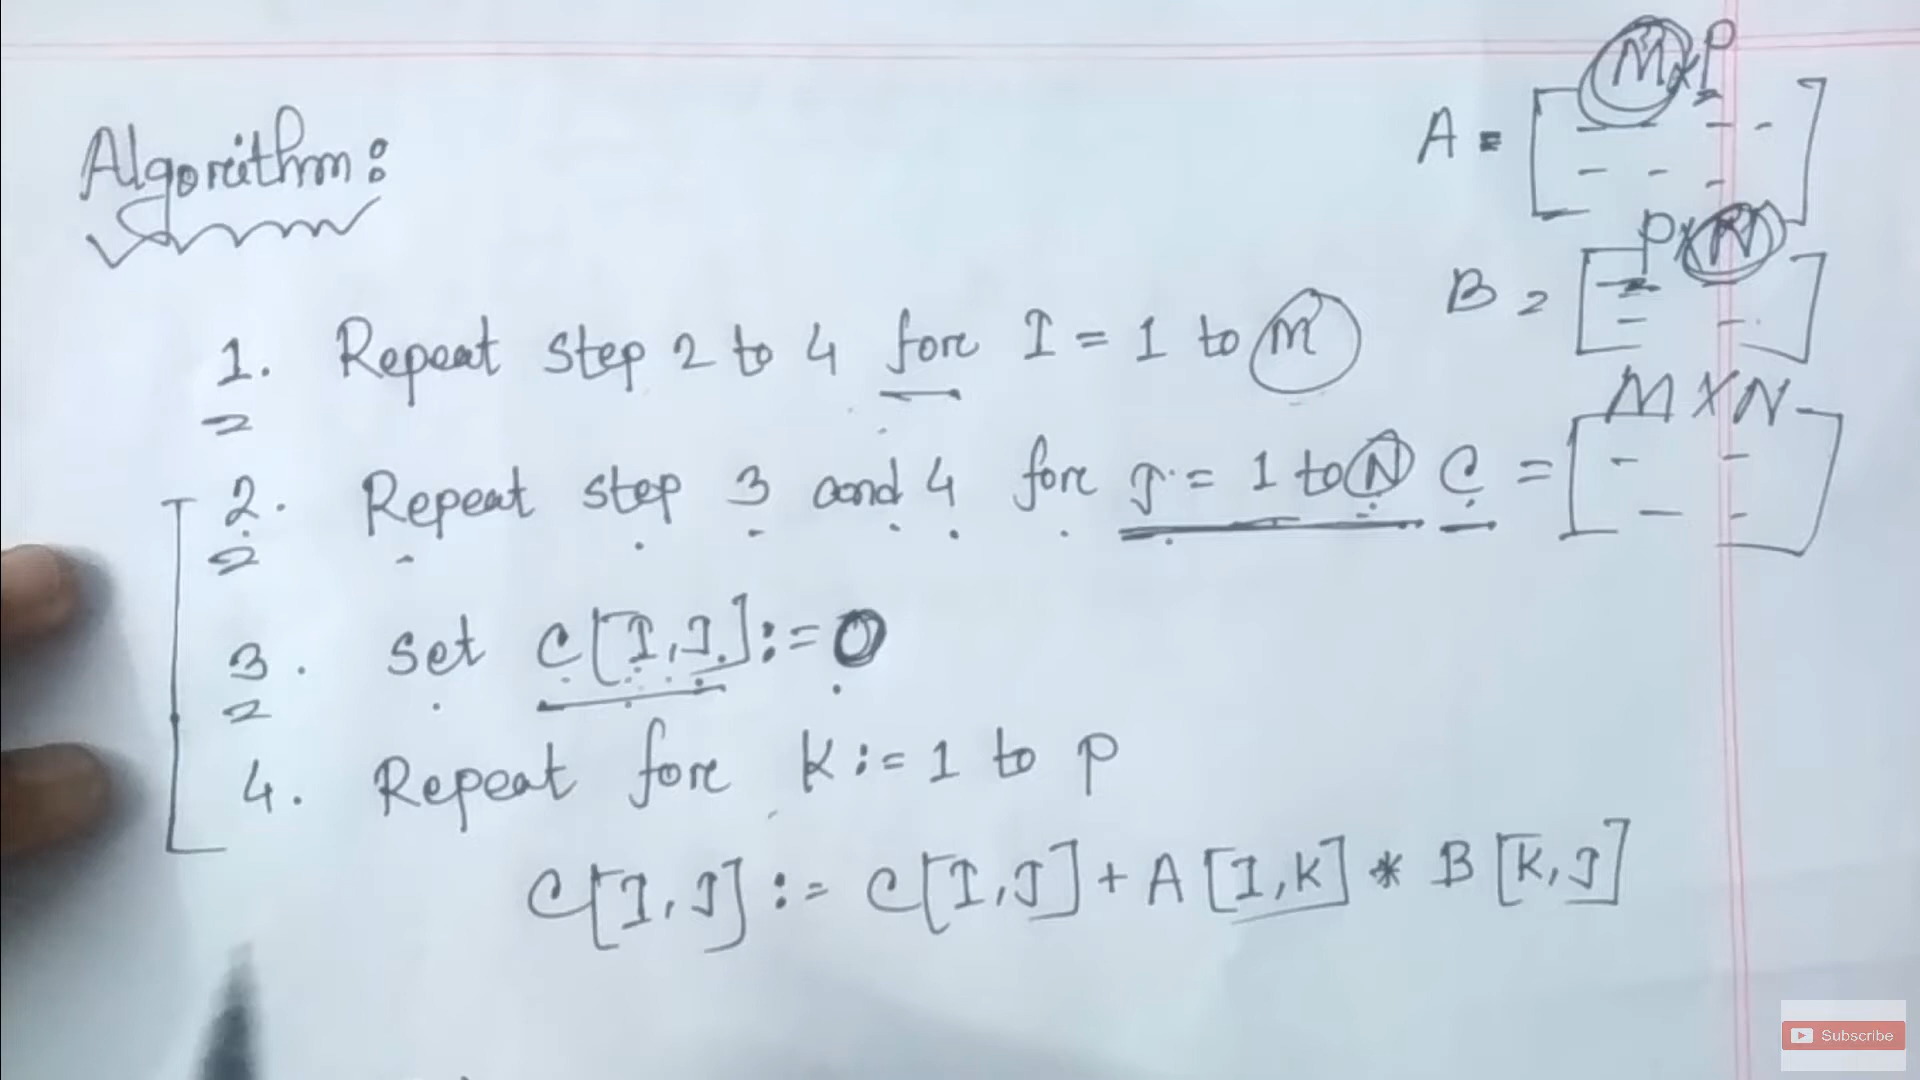 Algorithm:
1. Repeat step 2 to 4 for I = 1 to M
2. Repeat step 3 and 4 for J = 1 to N
3. set C[I,J] := 0
4. Repeat for K := 1 to P
C[I,J] := C[I,J] + A[I,K] * B[K,J]
M x P
A =
P x N
B =
M x N
C =
Subscribe